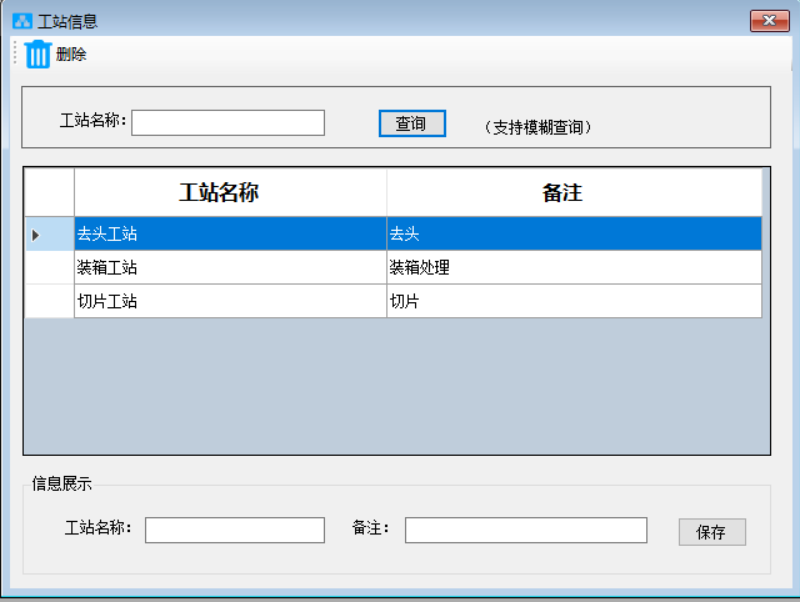 工站信息
删除
工站名称: 查询 (支持模糊查询)
工站名称 备注
去头工站 去头
装箱工站 装箱处理
切片工站 切片
信息展示
工站名称: 备注: 保存